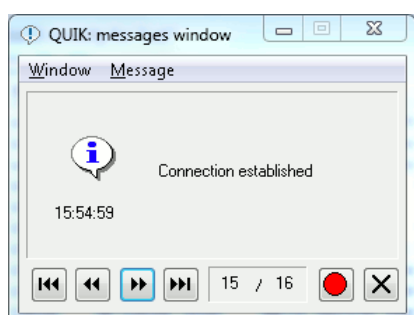 QUIK: messages window
Window Message
Connection established
15:54:59
15 / 16